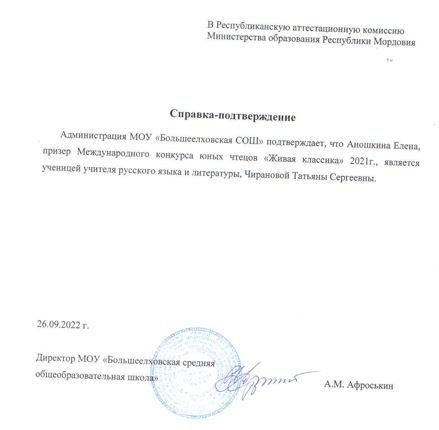 В Республиканскую аттестационную комиссию
Министерства образования Республики Мордовия
Справка-подтверждение
Администрация МОУ «Большеелховская СОШ» подтверждает, что Аношкина Елена,
призер Международного конкурса юных чтецов «Живая классика» 2021г., является
ученицей учителя русского языка и литературы, Чирановой Татьяны Сергеевны.
26.09.2022 г.
Директор МОУ «Большеелховская средняя
общеобразовательная школа»
А.М. Афроськин